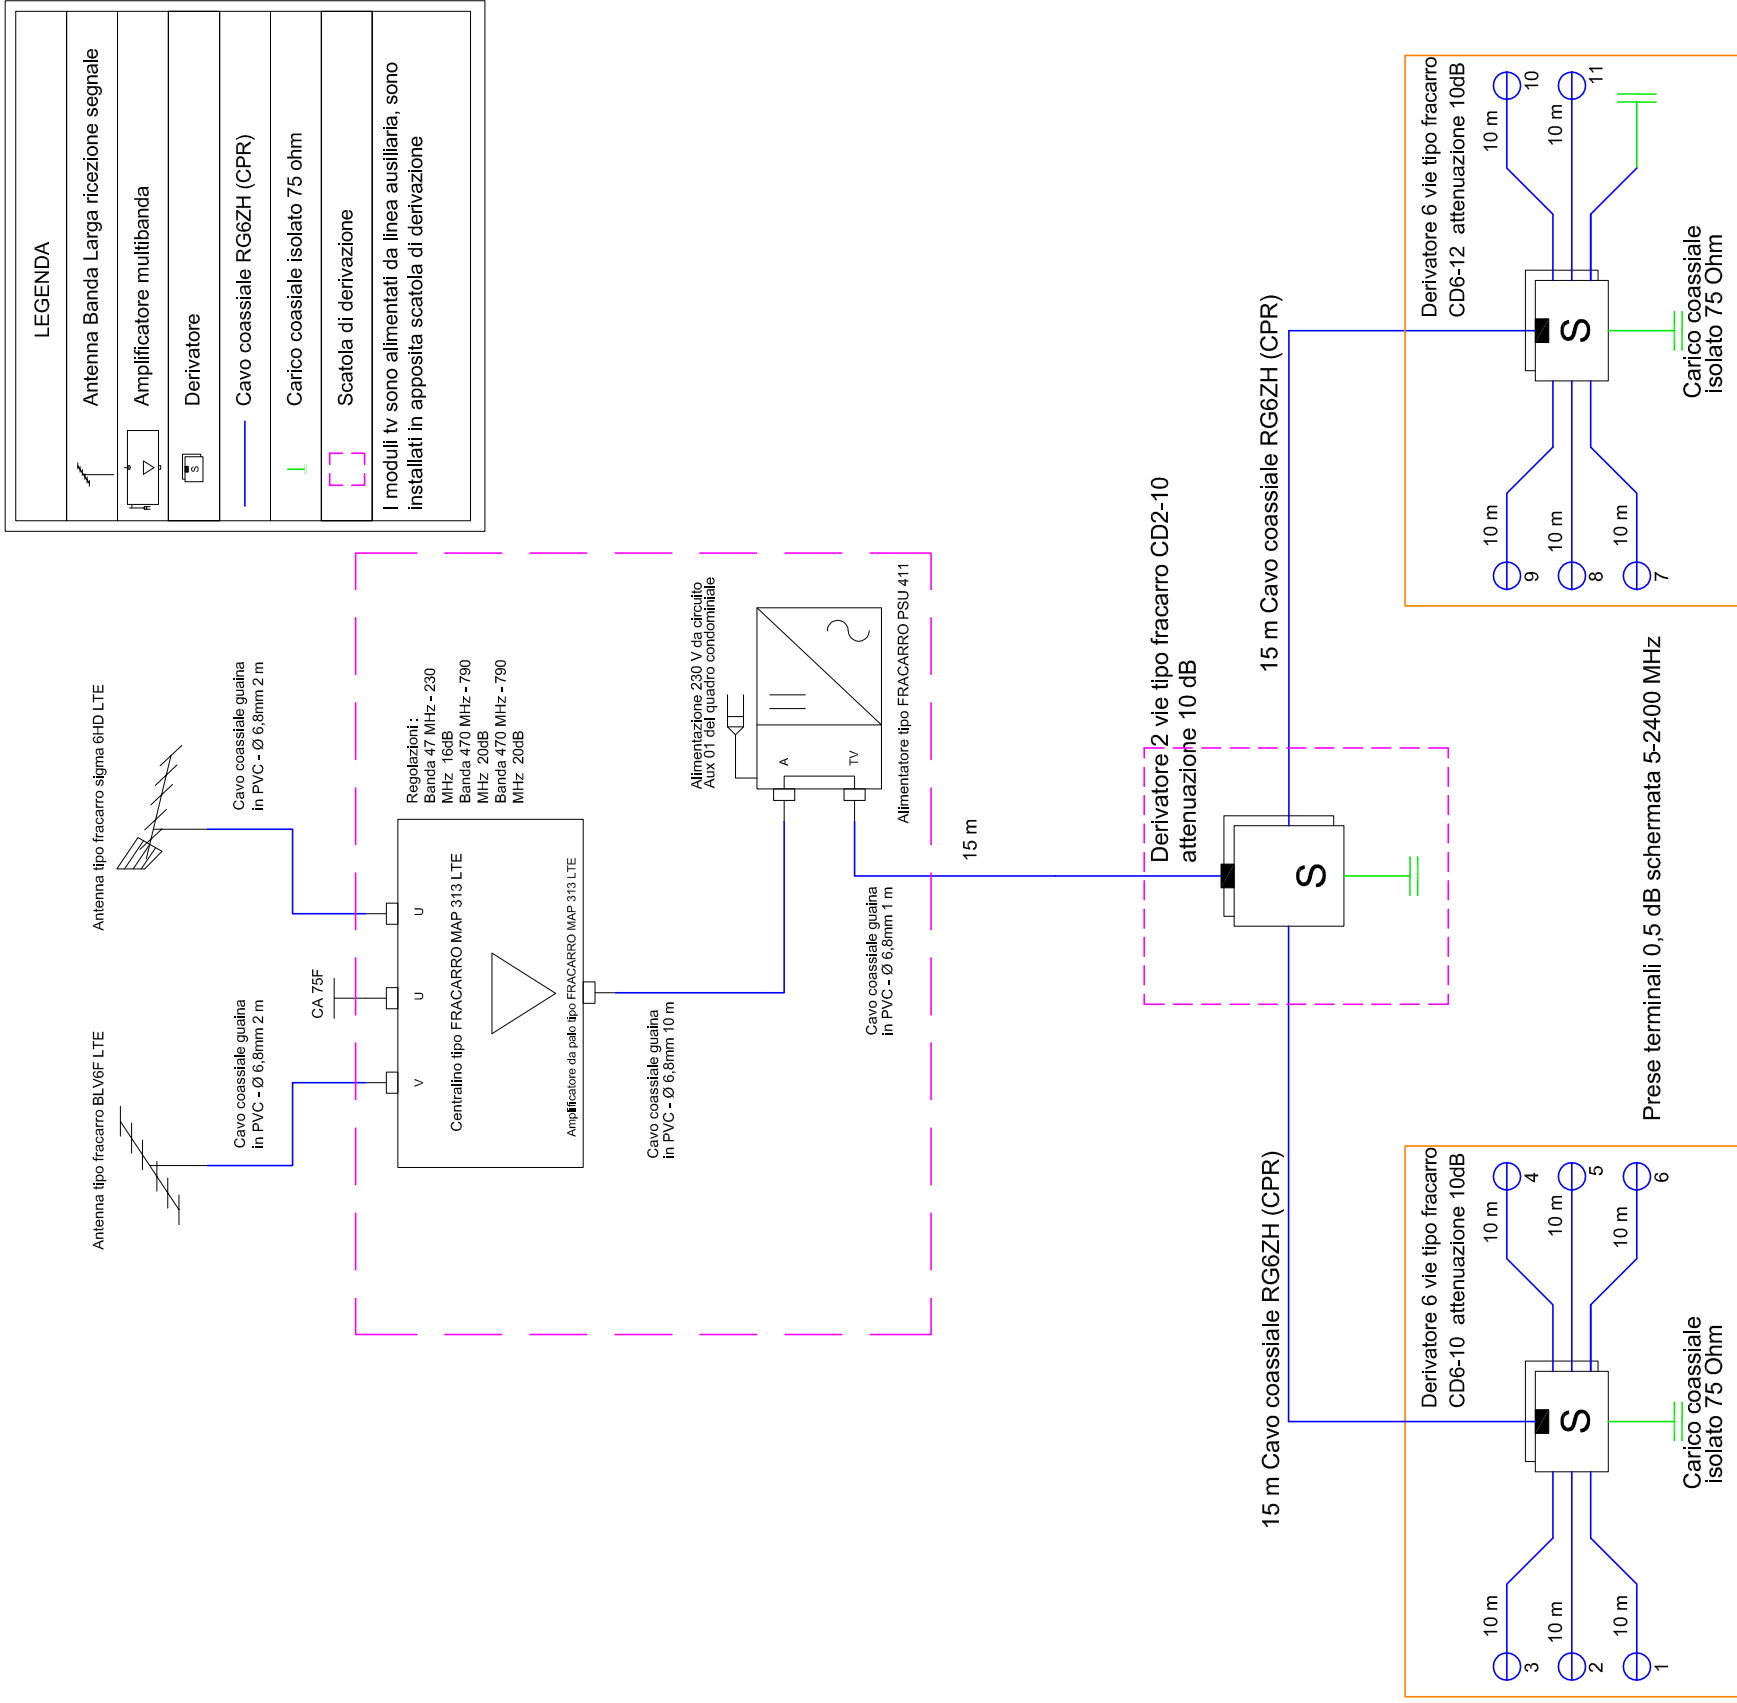 LEGENDA
Antenna Banda Larga ricezione segnale
Amplificatore multibanda
Derivatore
S
Cavo coassiale RG6ZH (CPR)
Carico coasiale isolato 75 ohm
Scatola di derivazione
I moduli tv sono alimentati da linea ausiliaria, sono
installati in apposita scatola di derivazione
Antenna tipo fracarro BLV6F LTE
Antenna tipo fracarro sigma 6HD LTE
Cavo coassiale guaina
in PVC - Ø 6,8mm 2 m
Cavo coassiale guaina
in PVC - Ø 6,8mm 2 m
CA 75F
V
U
U
Regolazioni :
Banda 47 MHz - 230
MHz 16dB
Banda 470 MHz - 790
MHz 20dB
Banda 470 MHz - 790
MHz 20dB
Centralino tipo FRACARRO MAP 313 LTE
Amplificatore da palo tipo FRACARRO MAP 313 LTE
Cavo coassiale guaina
in PVC - Ø 6,8mm 10 m
Alimentazione 230 V da circuito
Aux 01 del quadro condominiale
A
TV
Alimentatore tipo FRACARRO PSU 411
Cavo coassiale guaina
in PVC - Ø 6,8mm 1 m
15 m
Derivatore 2 vie tipo fracarro CD2-10
attenuazione 10 dB
S
15 m Cavo coassiale RG6ZH (CPR)
15 m Cavo coassiale RG6ZH (CPR)
Derivatore 6 vie tipo fracarro
CD6-10 attenuazione 10dB
10 m
3
10 m
2
10 m
1
10 m
4
10 m
5
10 m
6
S
Carico coassiale
isolato 75 Ohm
Prese terminali 0,5 dB schermata 5-2400 MHz
Derivatore 6 vie tipo fracarro
CD6-12 attenuazione 10dB
10 m
9
10 m
8
10 m
7
10 m
10
10 m
11
S
Carico coassiale
isolato 75 Ohm